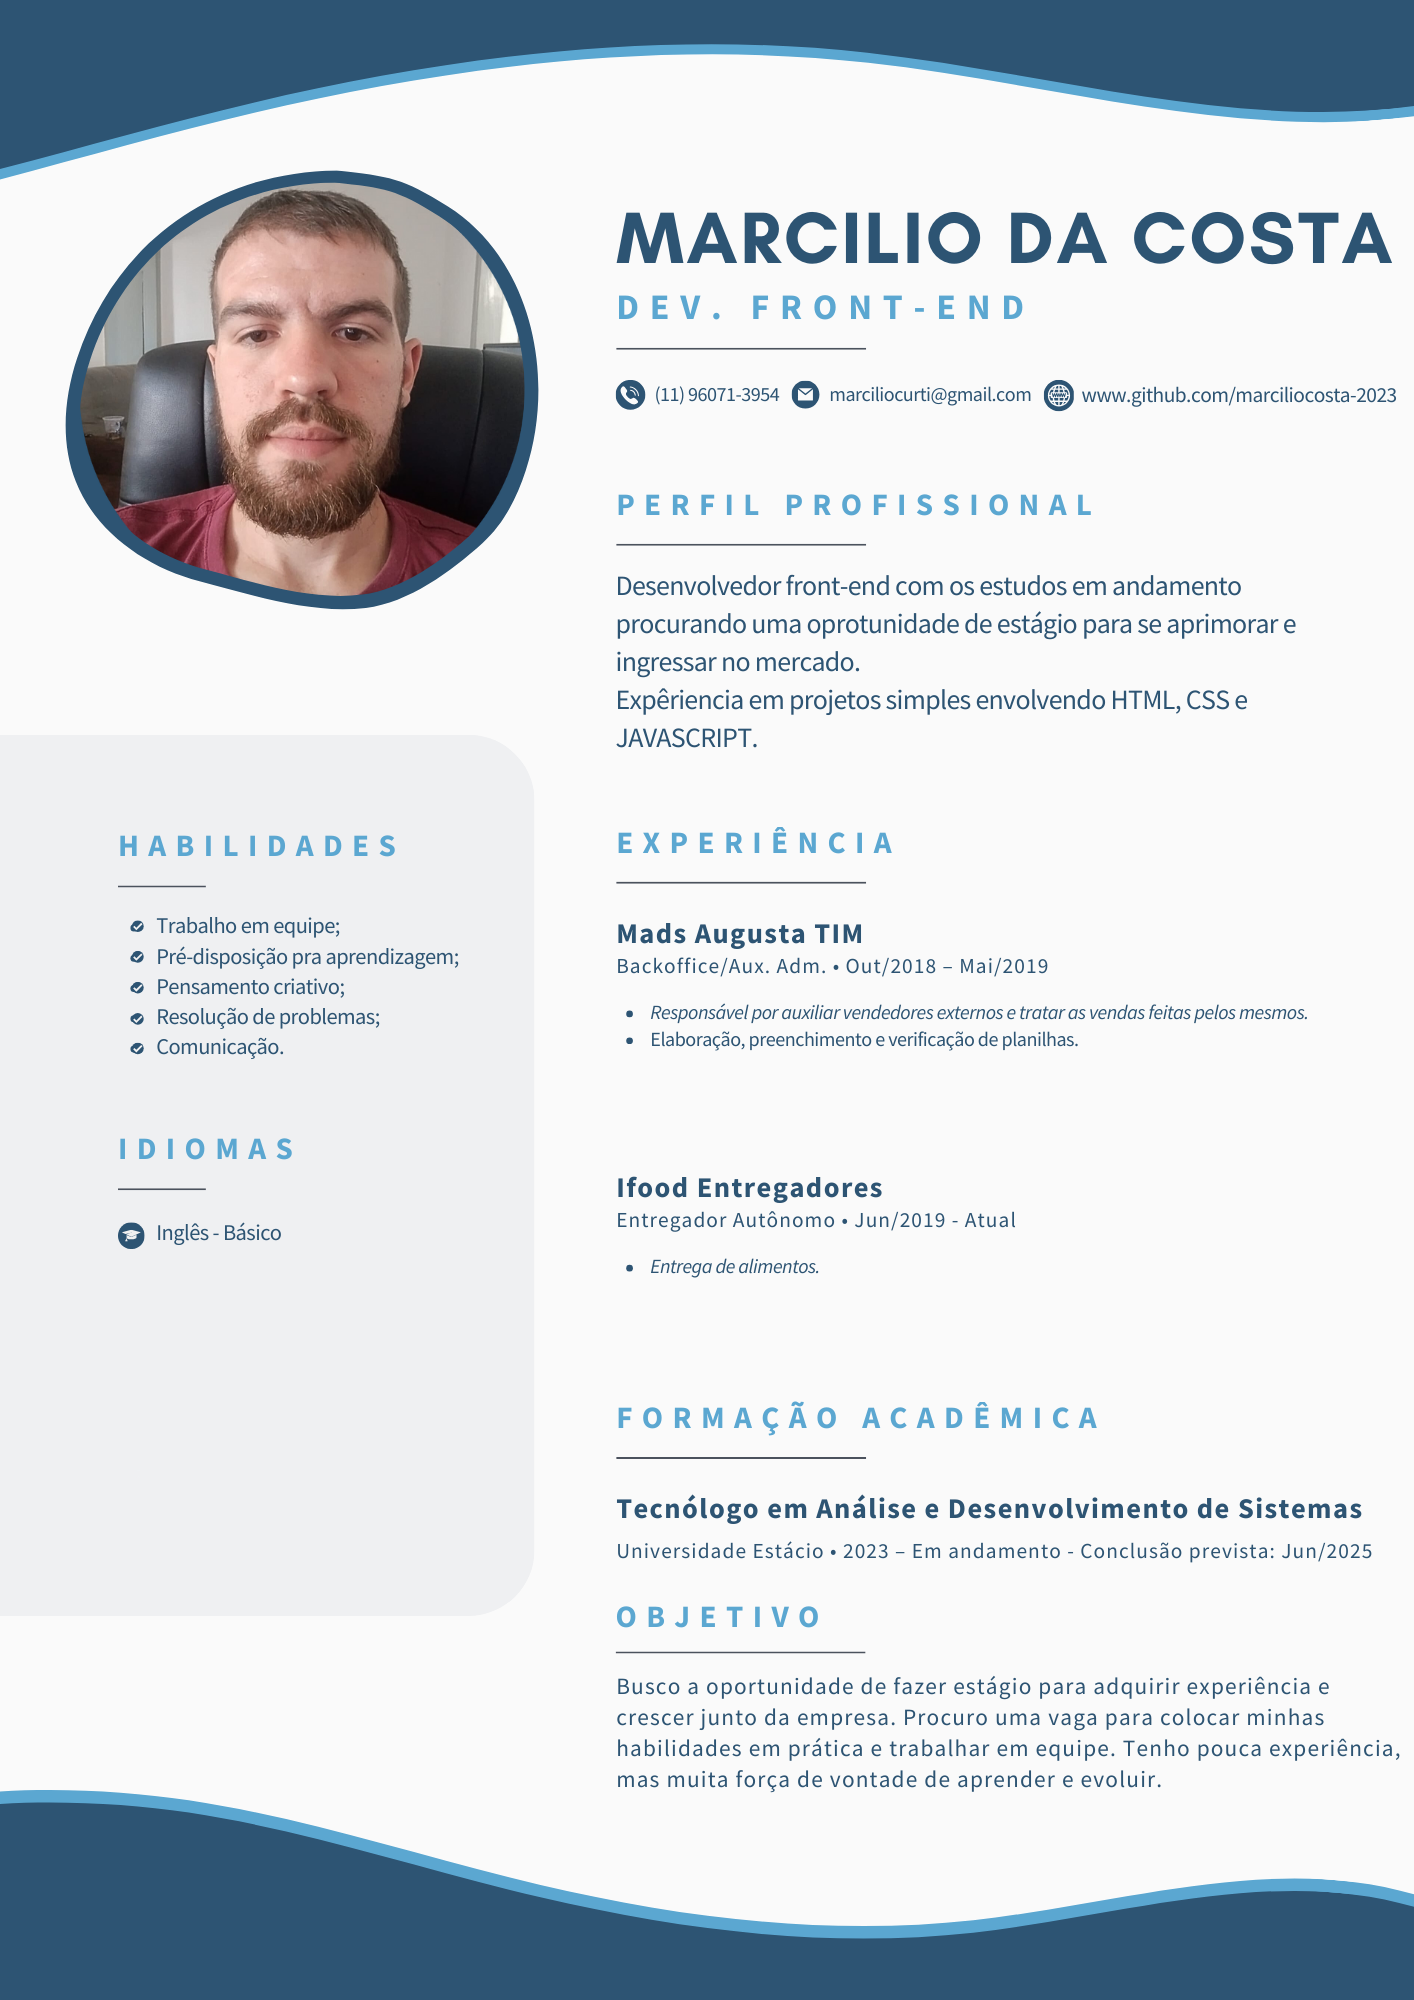 MARCILIO DA COSTA
DEV. FRONT-END
(11) 96071-3954 marciliocurti@gmail.com www.github.com/marciliocosta-2023
PERFIL PROFISSIONAL
Desenvolvedor front-end com os estudos em andamento
procurando uma oprotunidade de estágio para se aprimorar e
ingressar no mercado.
Expêriencia em projetos simples envolvendo HTML, CSS e
JAVASCRIPT.
HABILIDADES
Trabalho em equipe;
Pré-disposição pra aprendizagem;
Pensamento criativo;
Resolução de problemas;
Comunicação.
IDIOMAS
Inglês - Básico
EXPERIÊNCIA
Mads Augusta TIM
Backoffice/Aux. Adm. • Out/2018 – Mai/2019
• Responsável por auxiliar vendedores externos e tratar as vendas feitas pelos mesmos.
• Elaboração, preenchimento e verificação de planilhas.
Ifood Entregadores
Entregador Autônomo • Jun/2019 - Atual
• Entrega de alimentos.
FORMAÇÃO ACADÊMICA
Tecnólogo em Análise e Desenvolvimento de Sistemas
Universidade Estácio • 2023 – Em andamento - Conclusão prevista: Jun/2025
OBJETIVO
Busco a oportunidade de fazer estágio para adquirir experiência e
crescer junto da empresa. Procuro uma vaga para colocar minhas
habilidades em prática e trabalhar em equipe. Tenho pouca experiência,
mas muita força de vontade de aprender e evoluir.